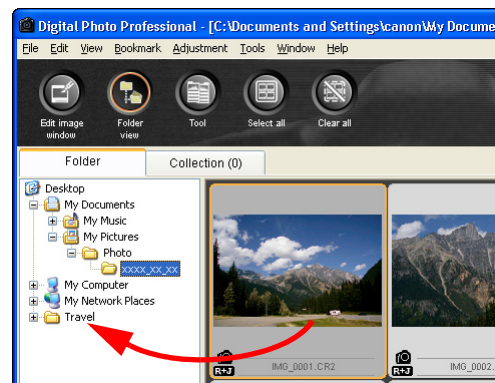 Digital Photo Professional - [C:\Documents and Settings\canon\My Docume
File Edit View Bookmark Adjustment Tools Window Help
Edit image window
Folder view
Tool
Select all
Clear all
Folder
Collection (0)
Desktop
My Documents
My Music
My Pictures
Photo
xxxx_xx_xx
My Computer
My Network Places
Travel
R+J
IMG_0001.CR2
R+J
IMG_0002.